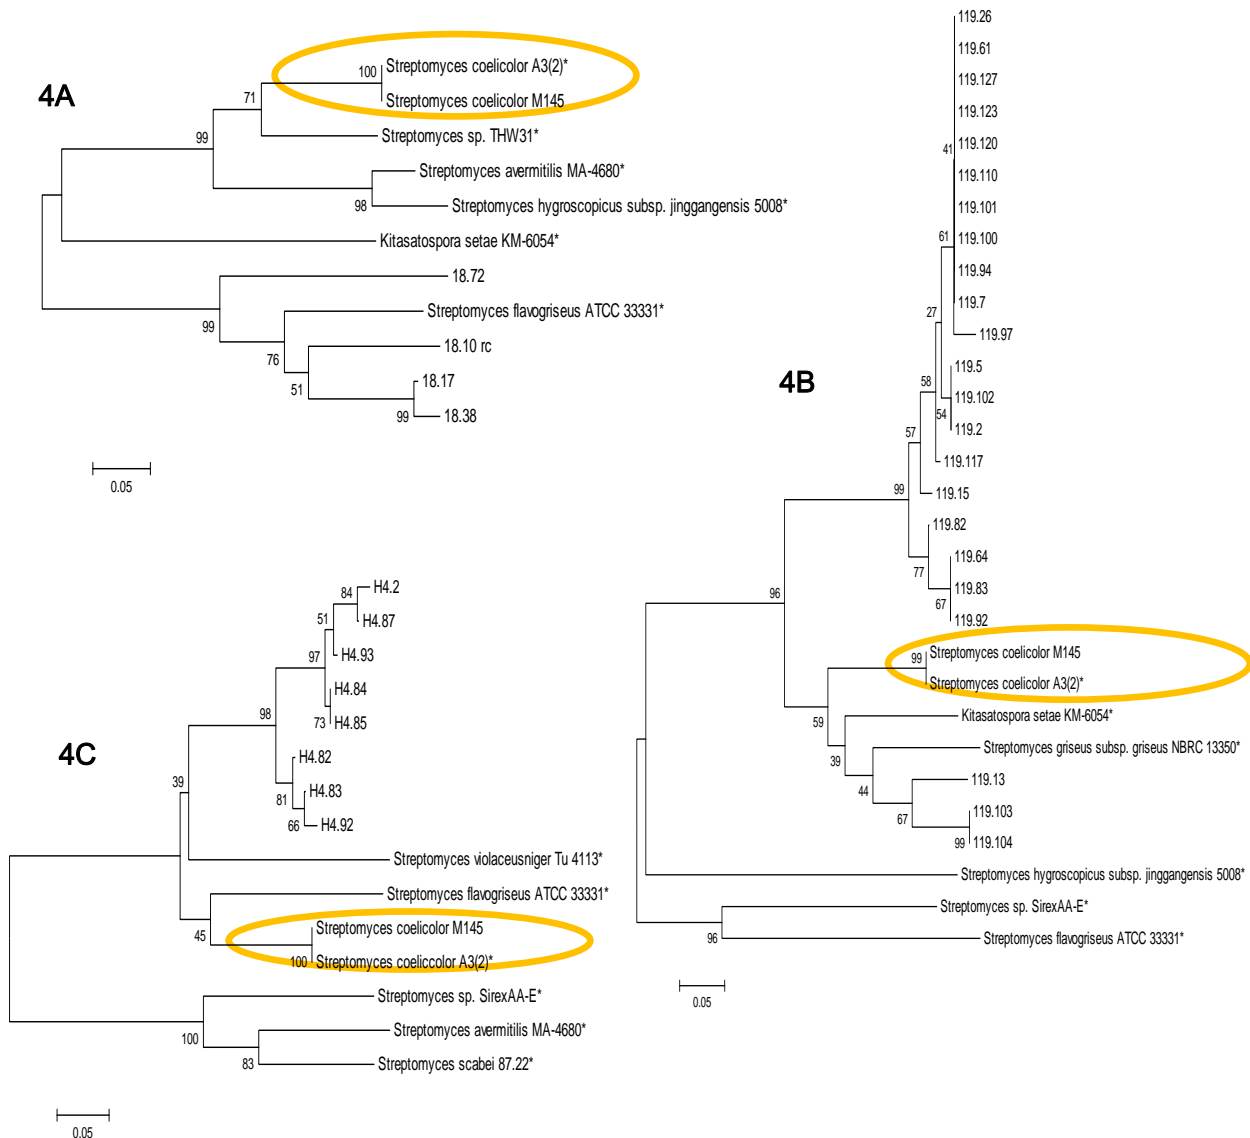 4A
100
Streptomyces coelicolor A3(2)*
Streptomyces coelicolor M145
71
Streptomyces sp. THW31*
99
Streptomyces avermitilis MA-4680*
98
Streptomyces hygroscopicus subsp. jinggangensis 5008*
Kitasatospora setae KM-6054*
18.72
99
Streptomyces flavogriseus ATCC 33331*
76
18.10 rc
51
18.17
99
18.38
0.05
4B
119.26
119.61
119.127
119.123
119.120
41
119.110
119.101
119.100
61
119.94
119.7
27
119.97
119.5
58
119.102
54
119.2
57
119.117
99
119.15
119.82
119.64
77
119.83
67
119.92
96
Streptomyces coelicolor M145
99
Streptomyces coelicolor A3(2)*
59
Kitasatospora setae KM-6054*
39
Streptomyces griseus subsp. griseus NBRC 13350*
44
119.13
67
119.103
99
119.104
Streptomyces hygroscopicus subsp. jinggangensis 5008*
Streptomyces sp. SirexAA-E*
96
Streptomyces flavogriseus ATCC 33331*
0.05
4C
84
H4.2
51
H4.87
97
H4.93
H4.84
73
H4.85
98
H4.82
81
H4.83
66
H4.92
39
Streptomyces violaceusniger Tu 4113*
Streptomyces flavogriseus ATCC 33331*
45
Streptomyces coelicolor M145
100
Streptomyces coeliccolor A3(2)*
Streptomyces sp. SirexAA-E*
100
Streptomyces avermitilis MA-4680*
83
Streptomyces scabei 87.22*
0.05